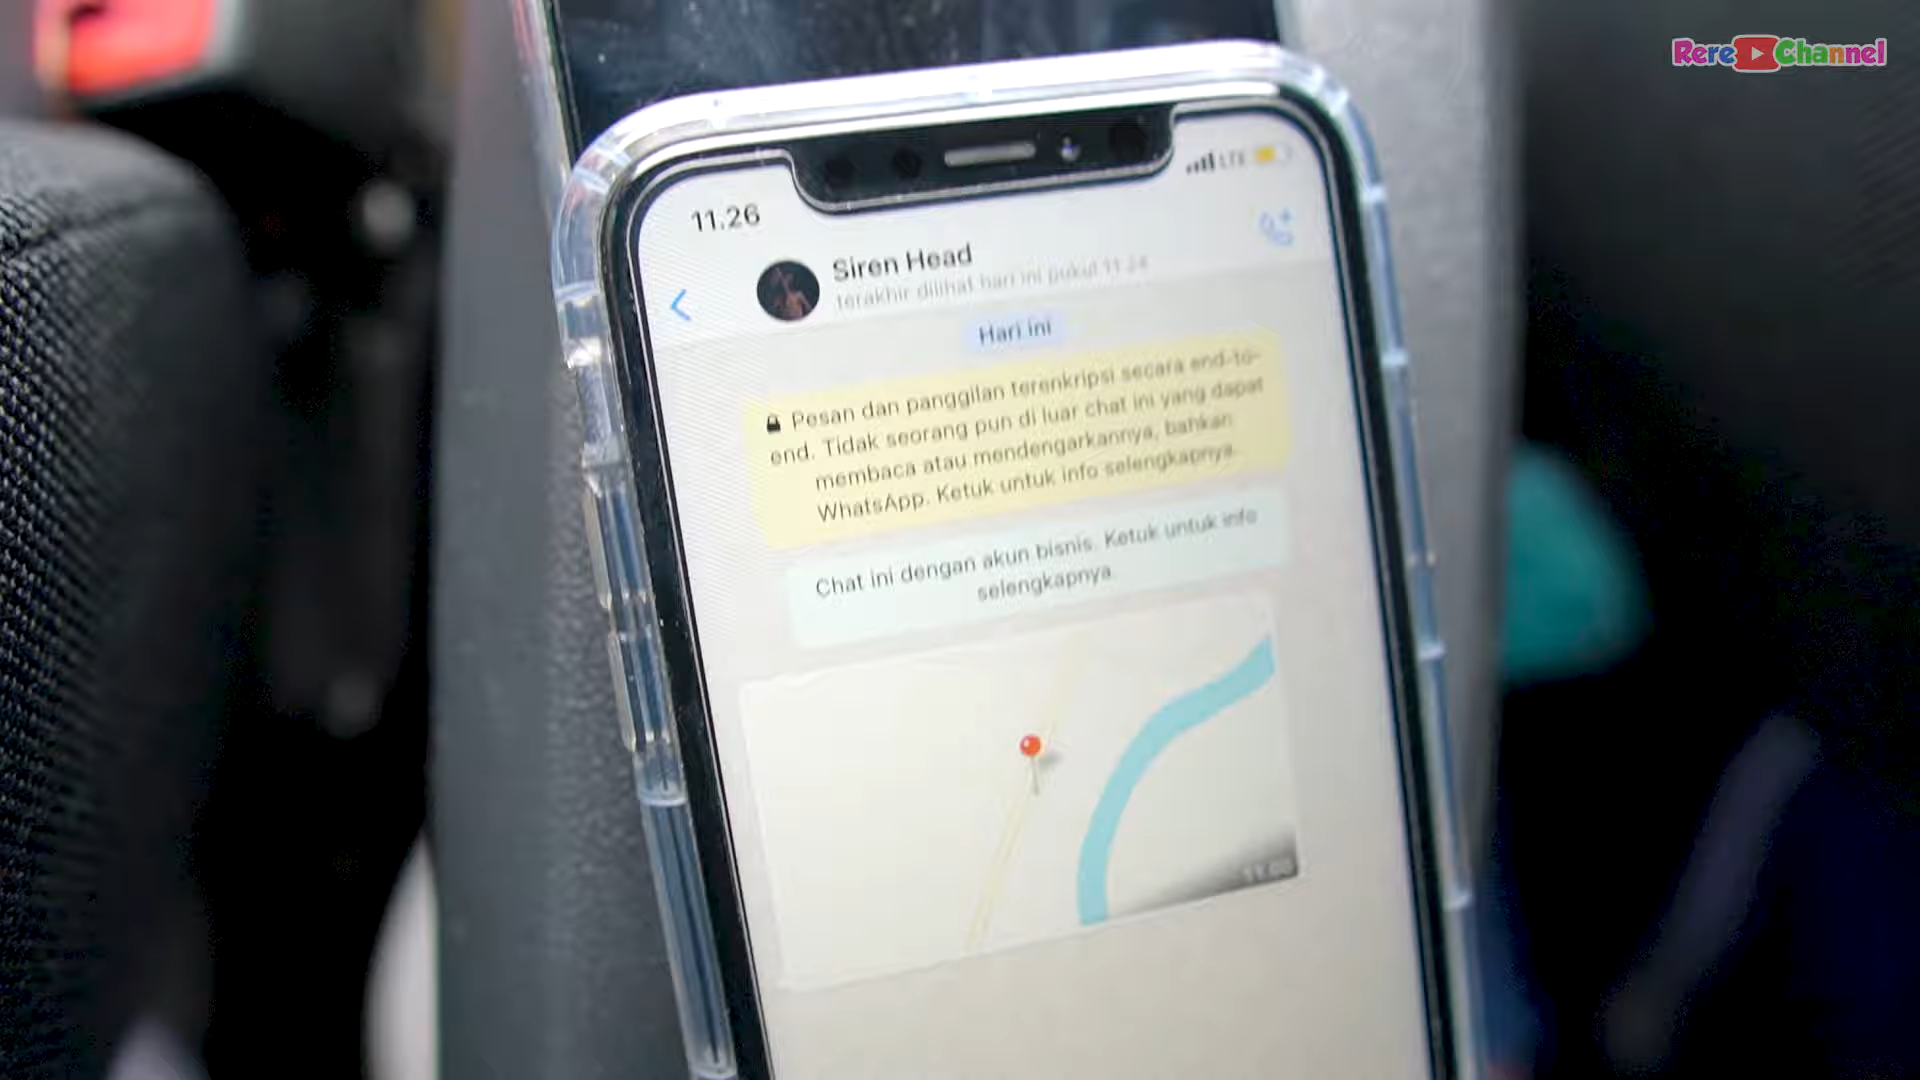 Rere Channel
11.26
LTE
Siren Head
terakhir dilihat hari ini pukul 11.24
Hari ini
Pesan dan panggilan terenkripsi secara end-to-
end. Tidak seorang pun di luar chat ini yang dapat
membaca atau mendengarkannya, bahkan
WhatsApp. Ketuk untuk info selengkapnya.
Chat ini dengan akun bisnis. Ketuk untuk info
selengkapnya.